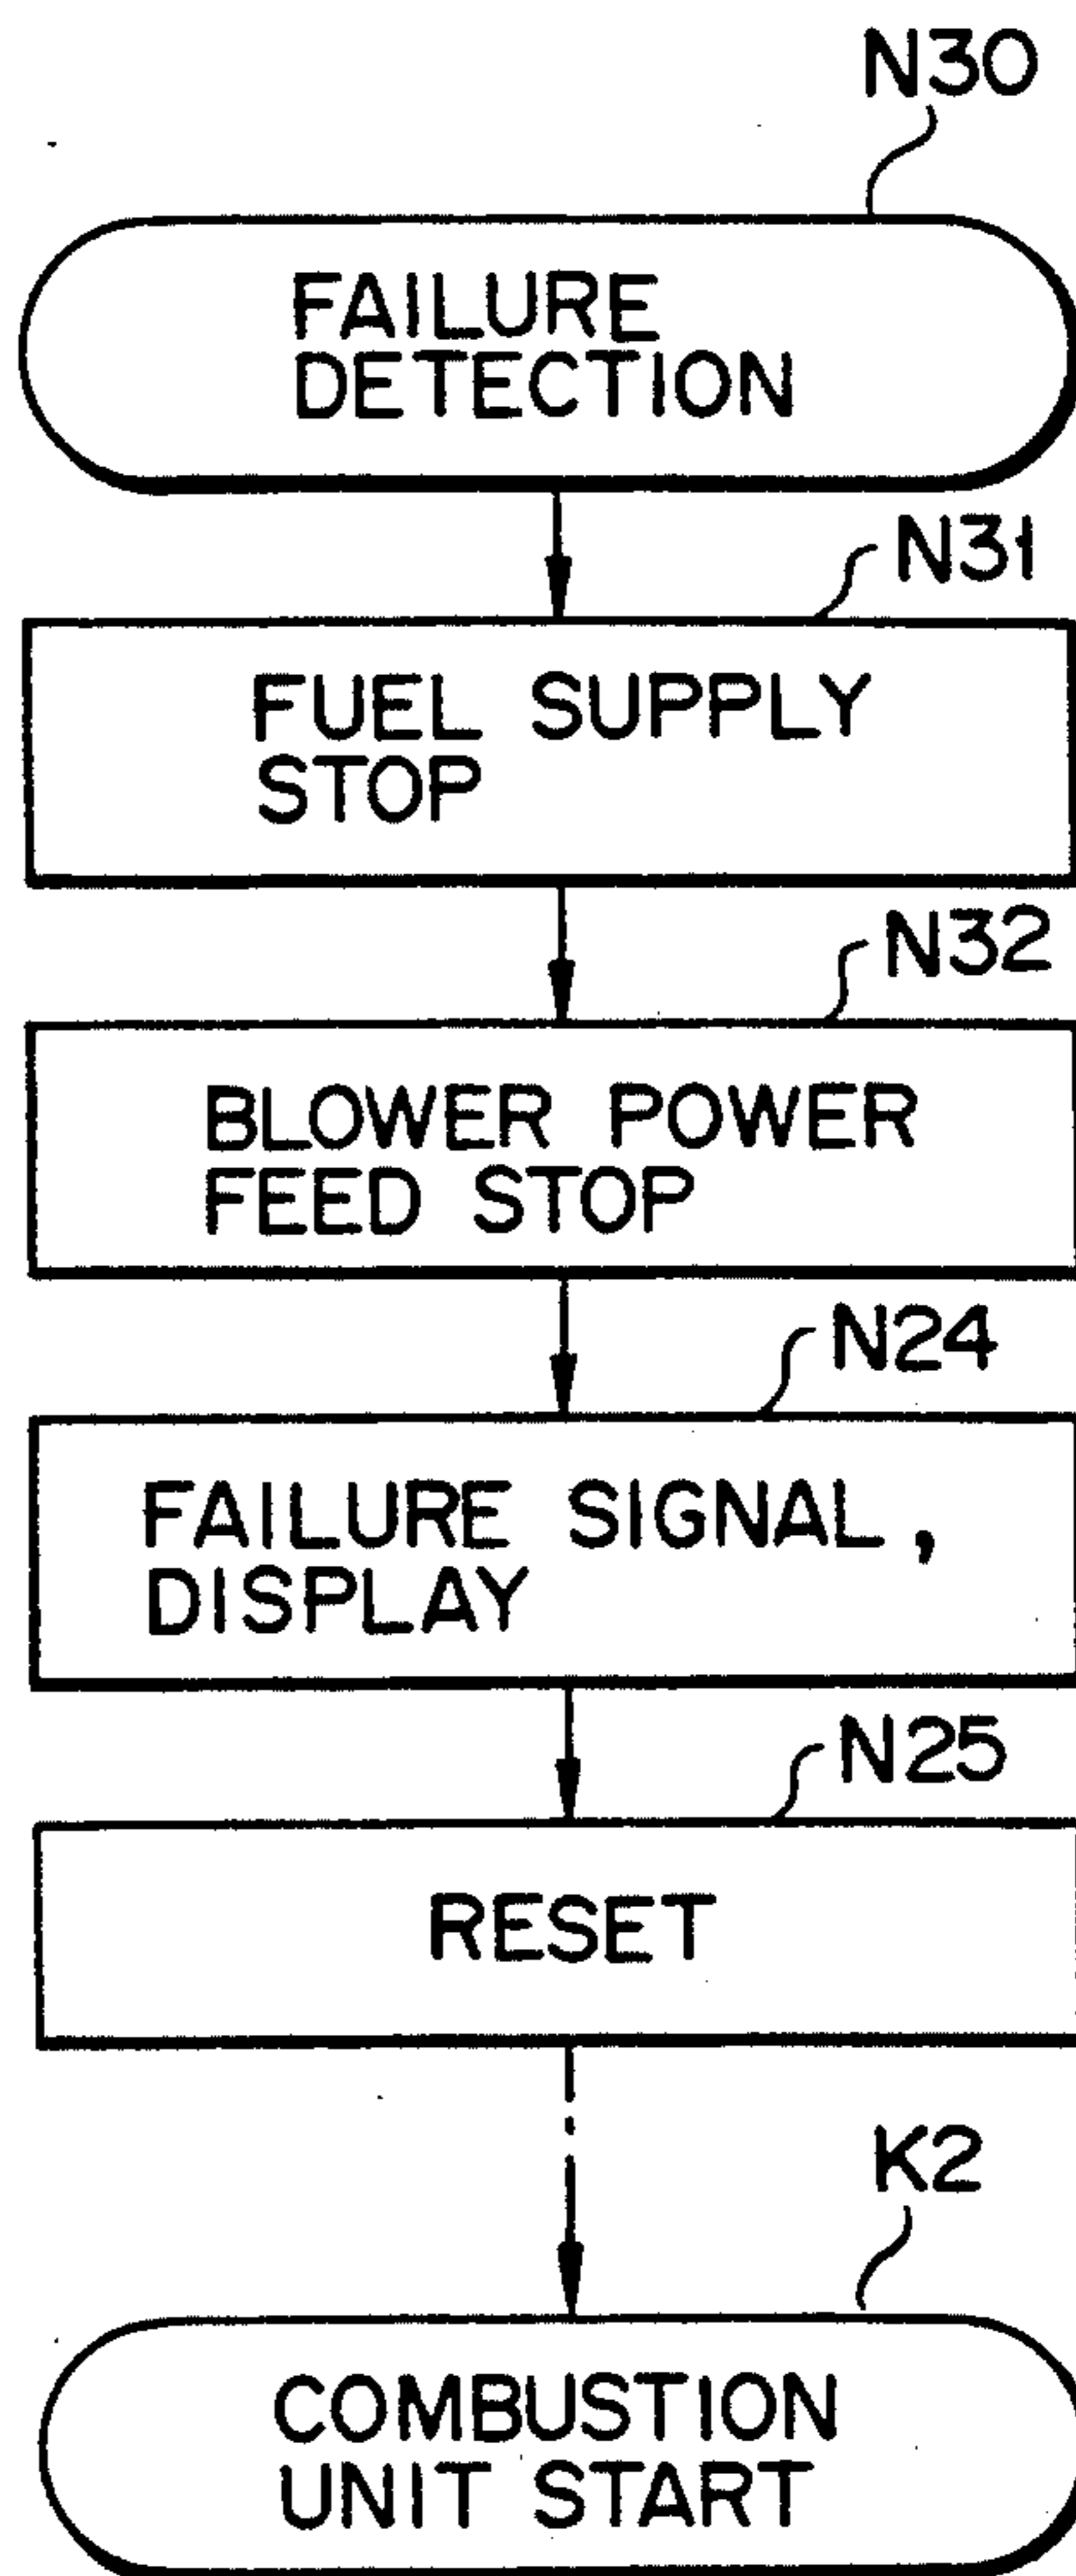 N30
FAILURE
DETECTION
N31
FUEL SUPPLY
STOP
N32
BLOWER POWER
FEED STOP
N24
FAILURE SIGNAL,
DISPLAY
N25
RESET
K2
COMBUSTION
UNIT START